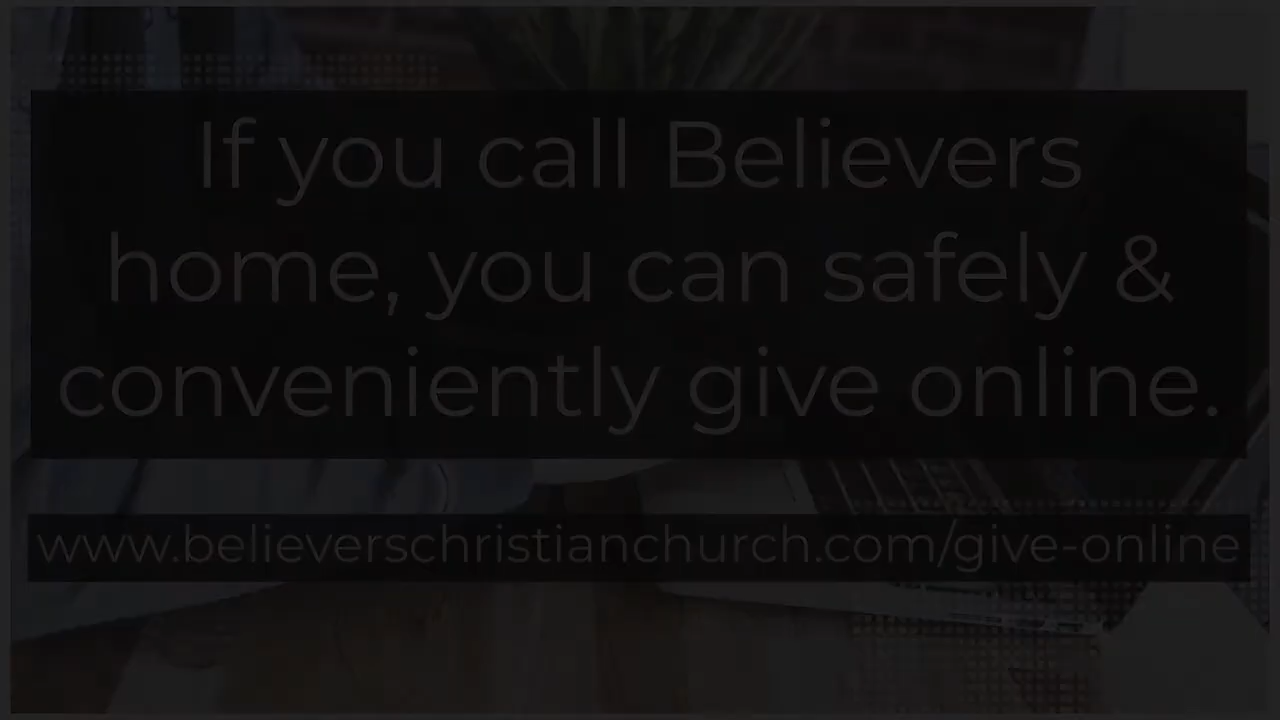 If you call Believers
home, you can safely &
conveniently give online.
www.believerschristianchurch.com/give-online